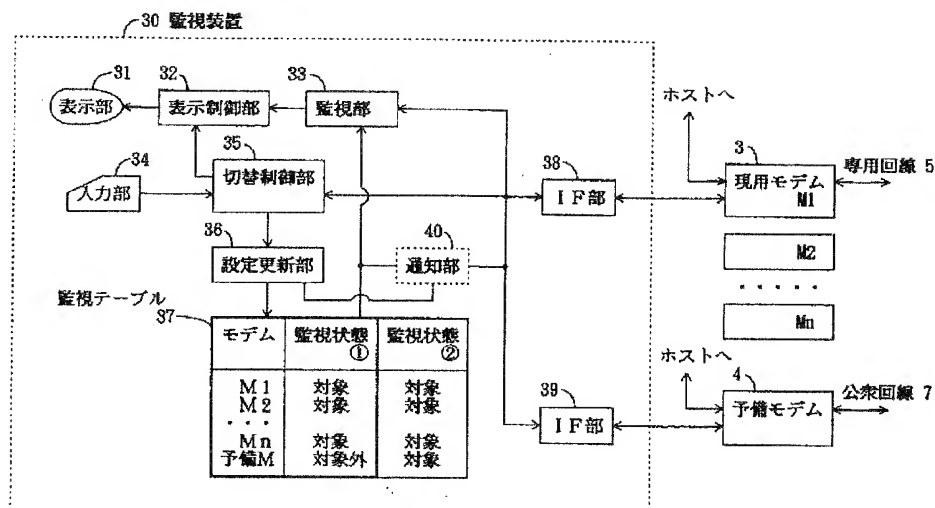 30 監視装置
31
32
33
表示部
表示制御部
監視部
ホストへ
34
35
38
3
専用回線 5
入力部
切替制御部
IF部
現用モデム
M1
36
40
設定更新部
通知部
M2
・・・・・
Mn
監視テーブル
37
モデム 監視状態① 監視状態②
M1 対象 対象
M2 対象 対象
・・・
Mn 対象 対象
予備M 対象外 対象
39
IF部
ホストへ
4
公衆回線 7
予備モデム